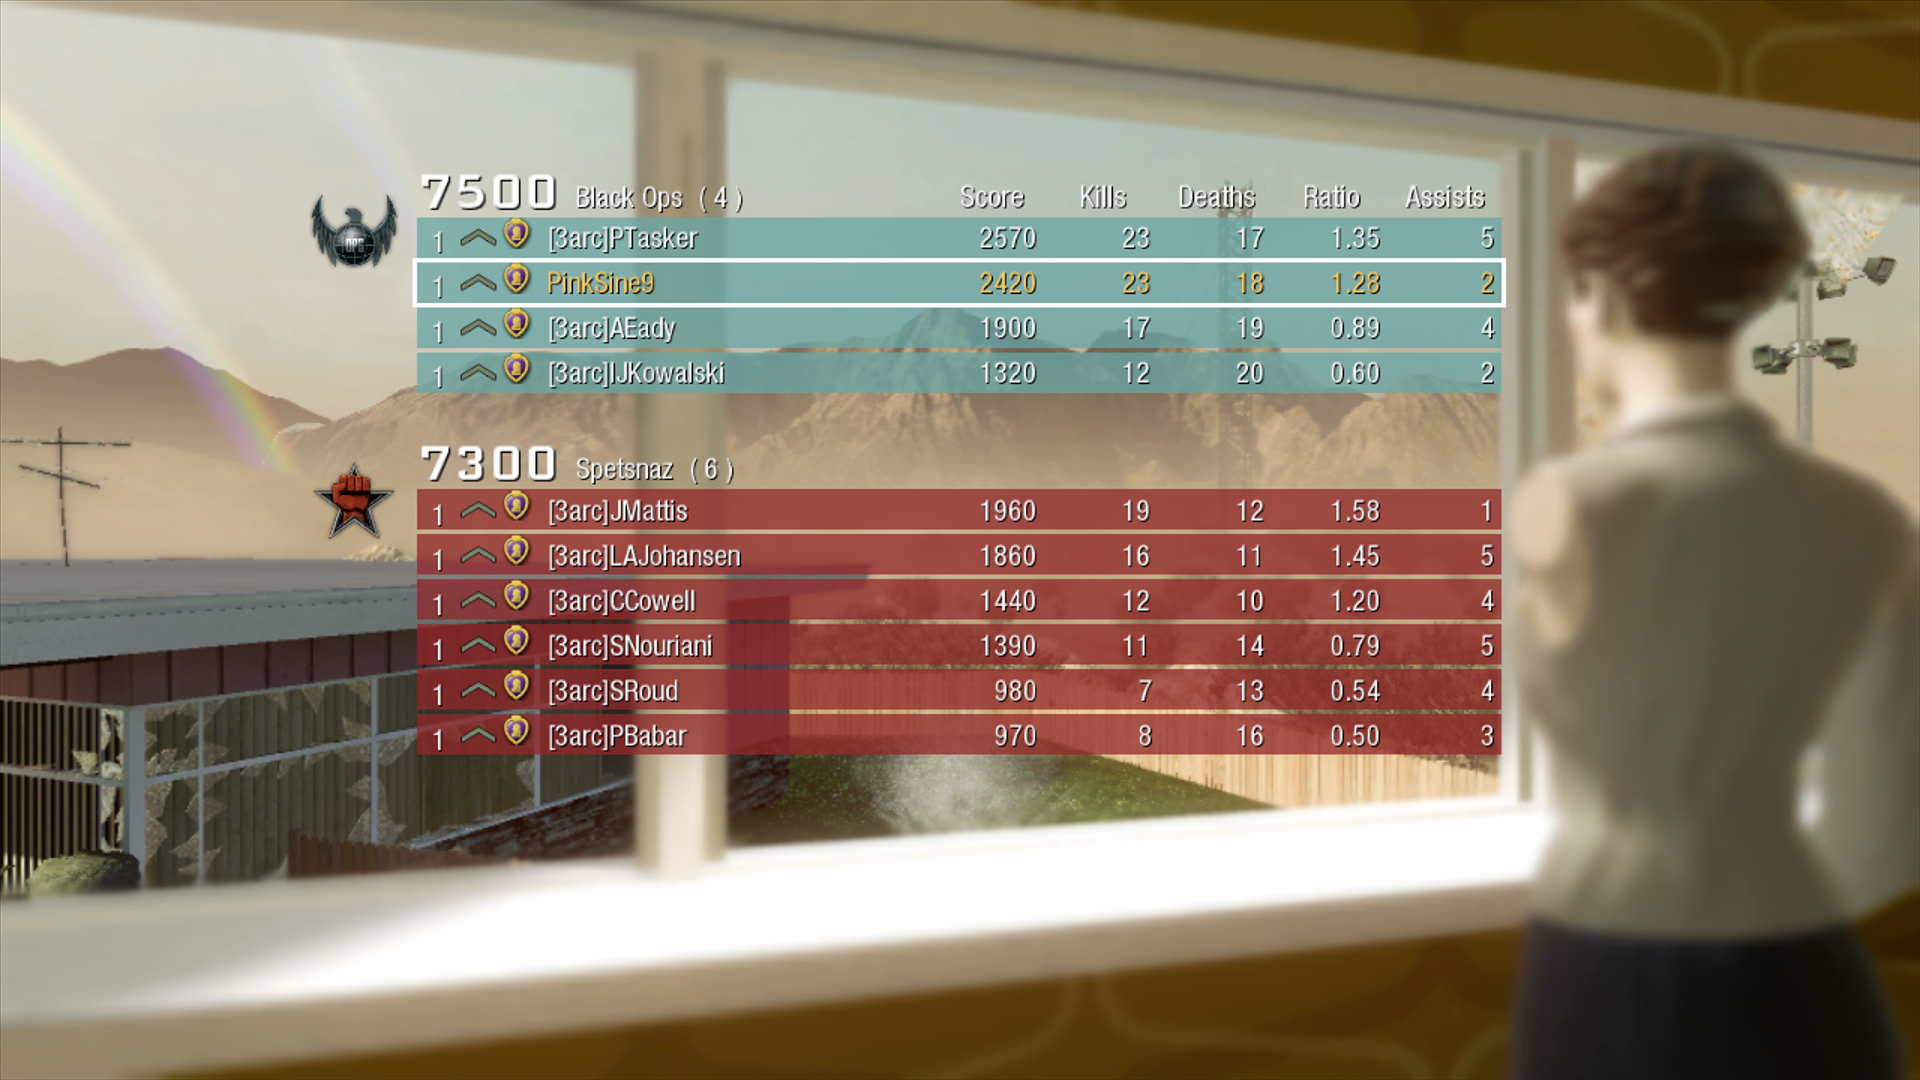 7500 Black Ops ( 4 ) Score Kills Deaths Ratio Assists
1 [3arc]PTasker 2570 23 17 1.35 5
1 PinkSine9 2420 23 18 1.28 2
1 [3arc]AEady 1900 17 19 0.89 4
1 [3arc]IJKowalski 1320 12 20 0.60 2
OPS
7300 Spetsnaz ( 6 )
1 [3arc]JMattis 1960 19 12 1.58 1
1 [3arc]LAJohansen 1860 16 11 1.45 5
1 [3arc]CCowell 1440 12 10 1.20 4
1 [3arc]SNouriani 1390 11 14 0.79 5
1 [3arc]SRoud 980 7 13 0.54 4
1 [3arc]PBabar 970 8 16 0.50 3